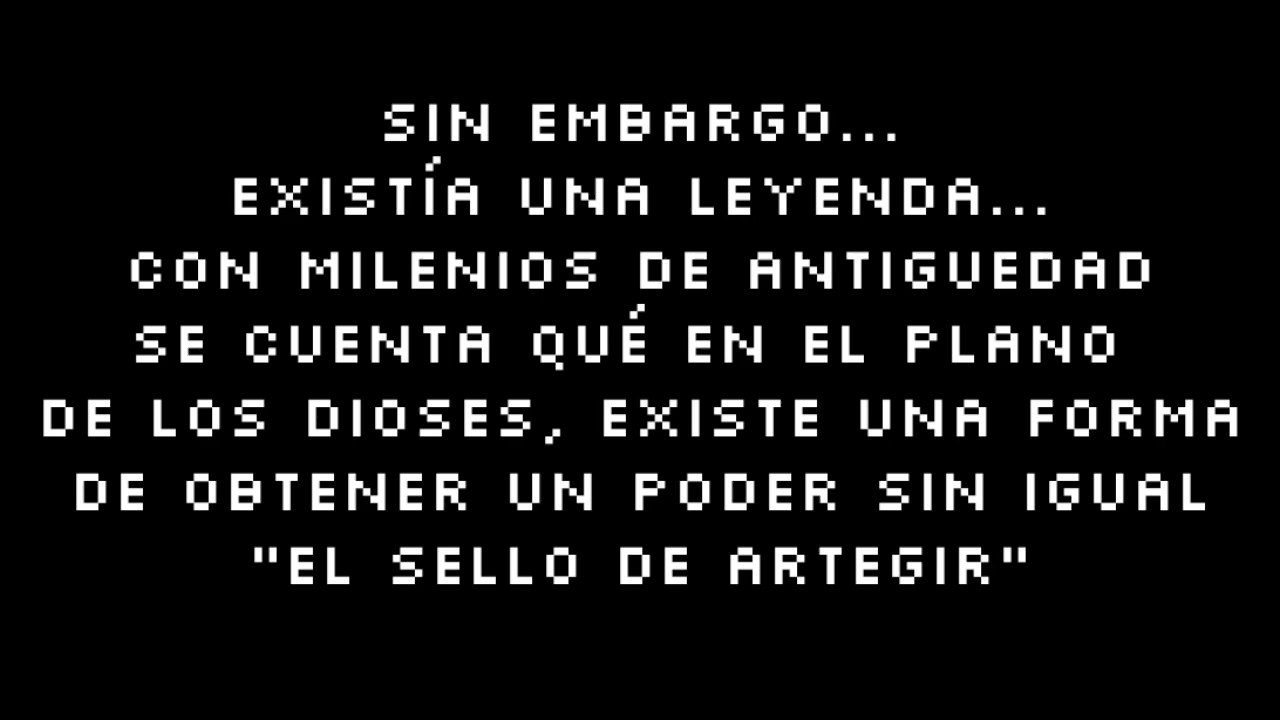 SIN EMBARGO...
EXISTÍA UNA LEYENDA...
CON MILENIOS DE ANTIGUEDAD
SE CUENTA QUÉ EN EL PLANO
DE LOS DIOSES, EXISTE UNA FORMA
DE OBTENER UN PODER SIN IGUAL
"EL SELLO DE ARTEGIR"